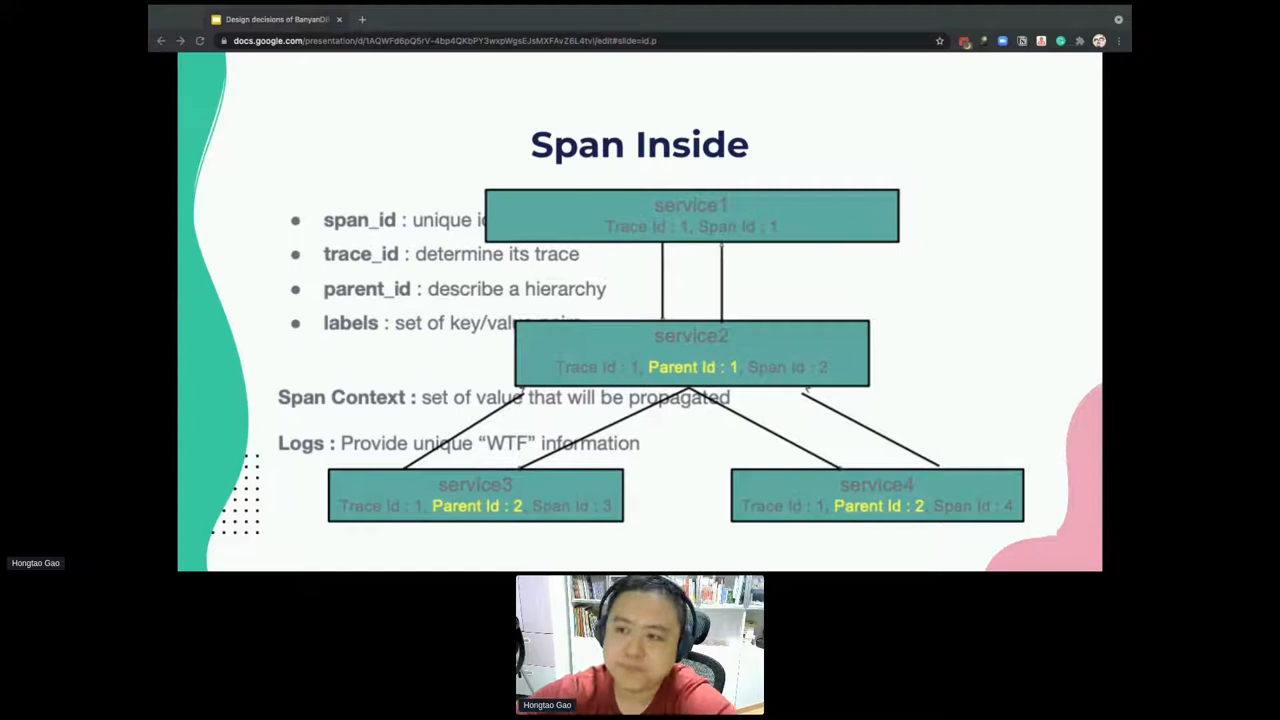 Design decisions of BanyanDB
docs.google.com/presentation/d/1AQWFd6pQ5rV-4bp4QKbPY3wxpWgsEJsMXFAvZ6L4tvI/edit#slide=id.p
Span Inside
service1
Trace Id : 1, Span Id : 1
span_id : unique
trace_id : determine its trace
parent_id : describe a hierarchy
labels : set of key/value
service2
Trace Id : 1, Parent Id : 1, Span Id : 2
Span Context : set of value that will be propagated
Logs : Provide unique “WTF” information
service3
Trace Id : 1, Parent Id : 2, Span Id : 3
service4
Trace Id : 1, Parent Id : 2, Span Id : 4
Hongtao Gao
Hongtao Gao